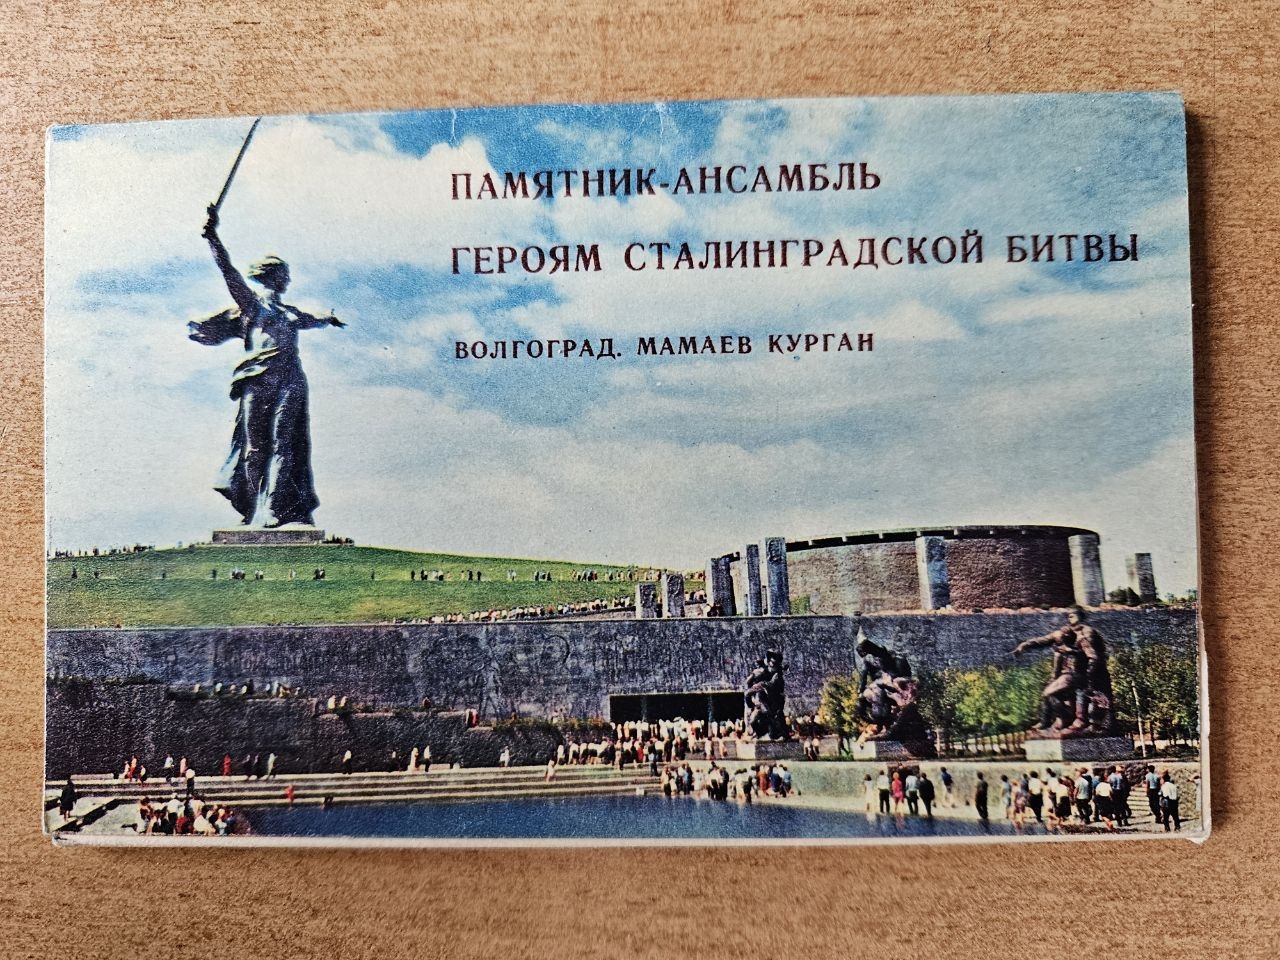 ПАМЯТНИК-АНСАМБЛЬ
ГЕРОЯМ СТАЛИНГРАДСКОЙ БИТВЫ
ВОЛГОГРАД. МАМАЕВ КУРГАН